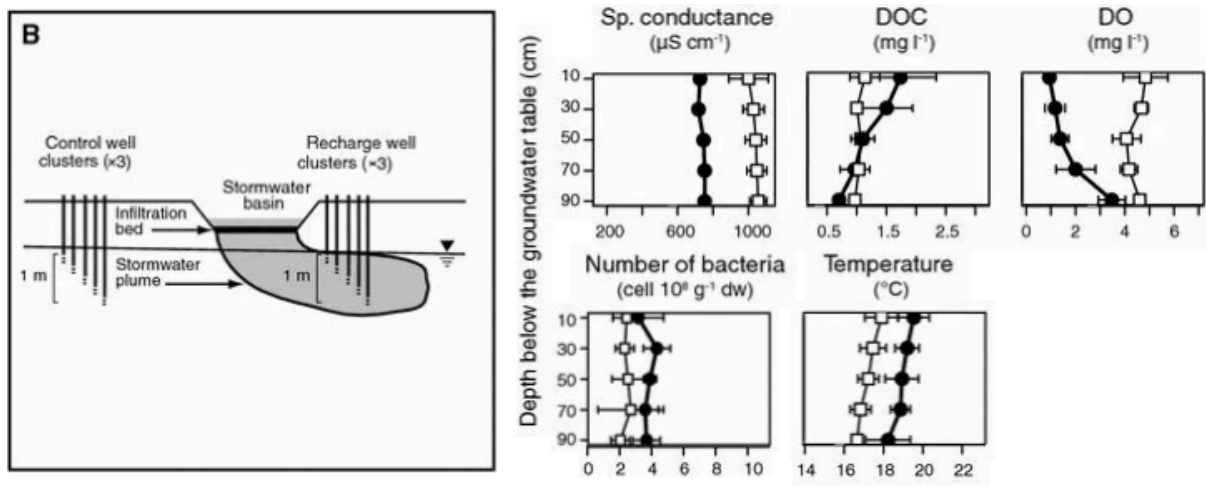 B
Control well
clusters (×3)
Recharge well
clusters (×3)
Stormwater
basin
Infiltration
bed
1 m
Stormwater
plume
1 m
Depth below the groundwater table (cm)
Sp. conductance
(µS cm⁻¹)
10
30
50
70
90
200
600
1000
DOC
(mg l⁻¹)
0.5
1.5
2.5
DO
(mg l⁻¹)
0
2
4
6
Number of bacteria
(cell 10⁸ g⁻¹ dw)
10
30
50
70
90
0
2
4
6
8
10
Temperature
(°C)
14
16
18
20
22